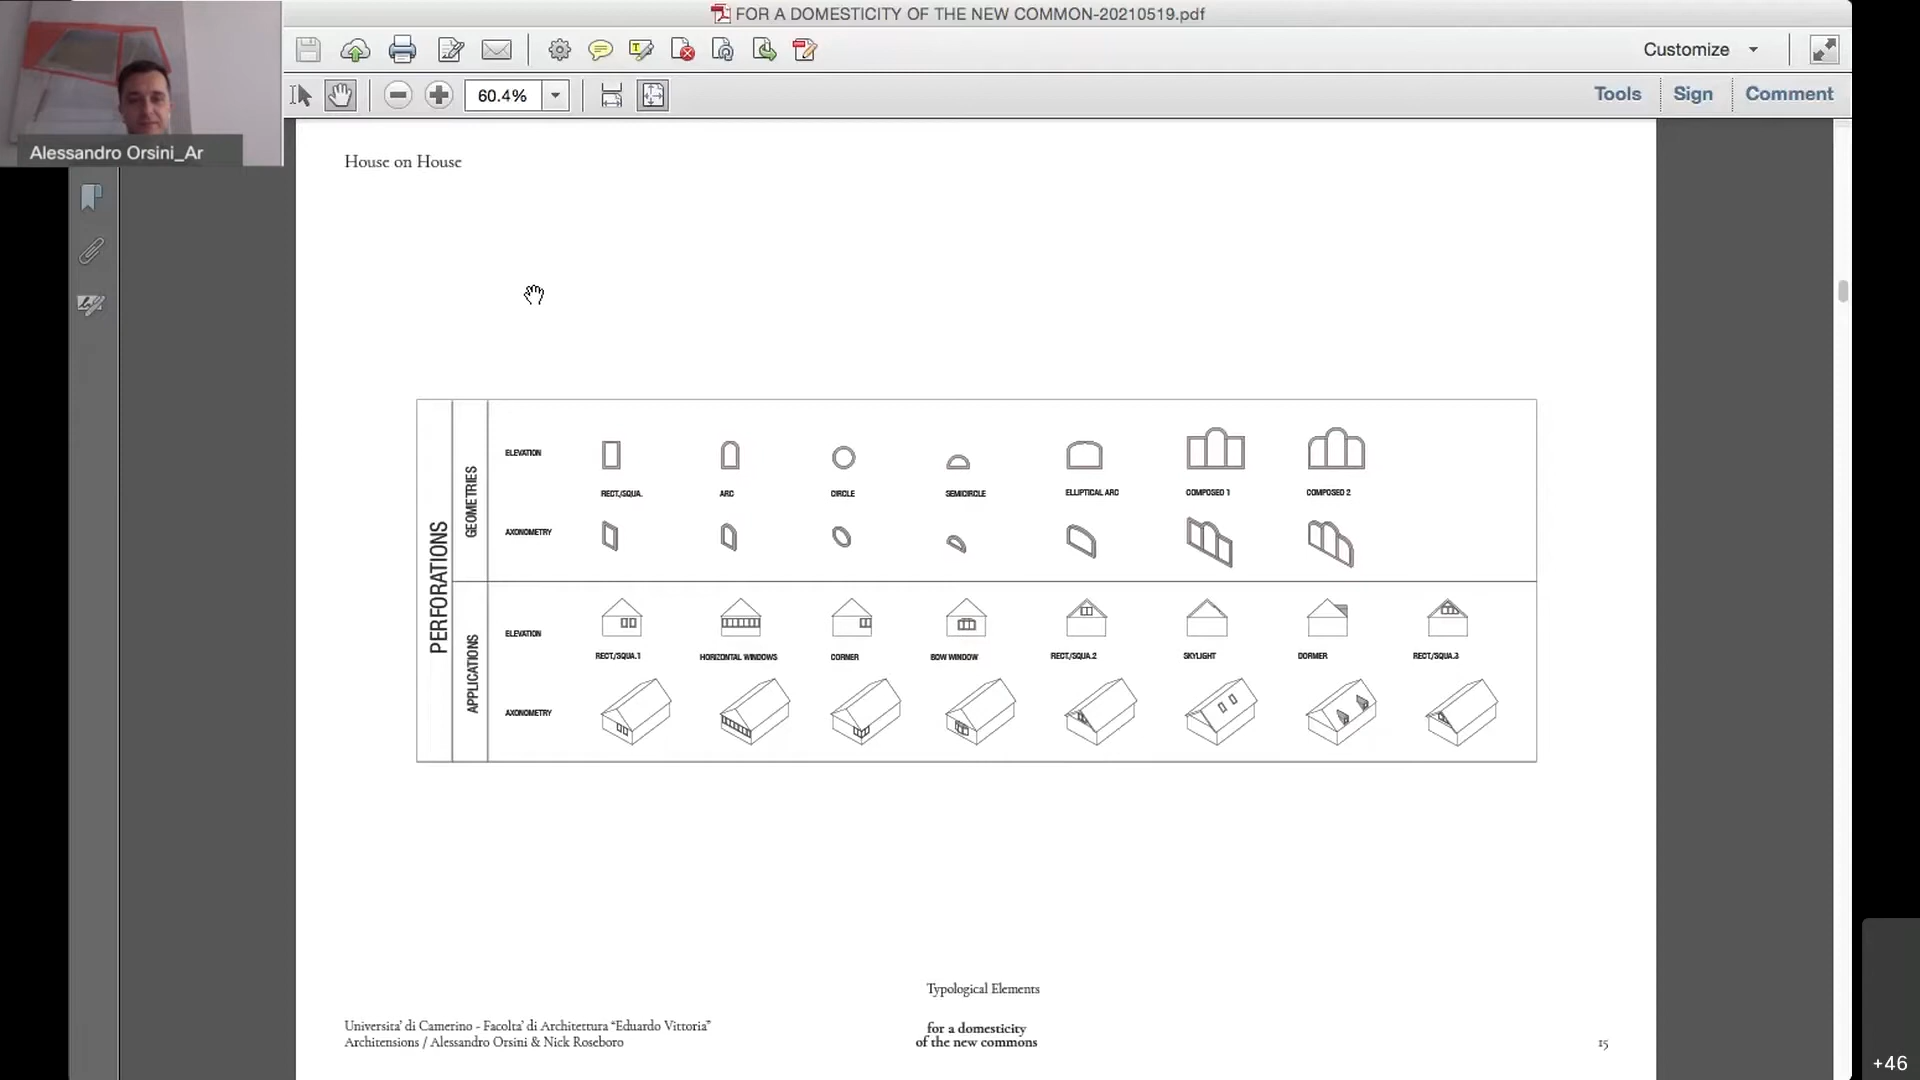 FOR A DOMESTICITY OF THE NEW COMMON-20210519.pdf
Customize
60.4%
Tools
Sign
Comment
Alessandro Orsini_Ar
House on House
PERFORATIONS
GEOMETRIES
ELEVATION
RECT./SQUA.
ARC
CIRCLE
SEMICIRCLE
ELLIPTICAL ARC
COMPOSED 1
COMPOSED 2
AXONOMETRY
APPLICATIONS
ELEVATION
RECT./SQUA.1
HORIZONTAL WINDOWS
CORNER
BOW WINDOW
RECT./SQUA.2
SKYLIGHT
DORMER
RECT./SQUA.3
AXONOMETRY
Typological Elements
Universita' di Camerino - Facolta' di Architettura "Eduardo Vittoria"
Architensions / Alessandro Orsini & Nick Roseboro
for a domesticity
of the new commons
15
+46